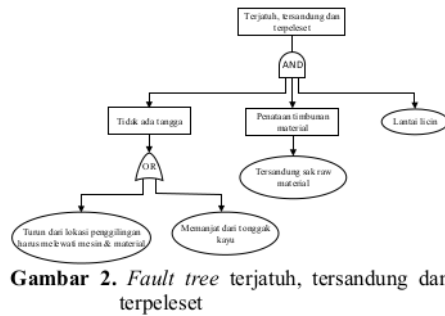 Terjatuh, tersandung dan
terpeleset
AND
Tidak ada tangga
Penataan timbunan
material
Lantai licin
OR
Tersandung sak raw
material
Turun dari lokasi penggilingan
harus melewati mesin & material
Memanjat dari tonggak
kayu
Gambar 2. Fault tree terjatuh, tersandung dan
terpeleset